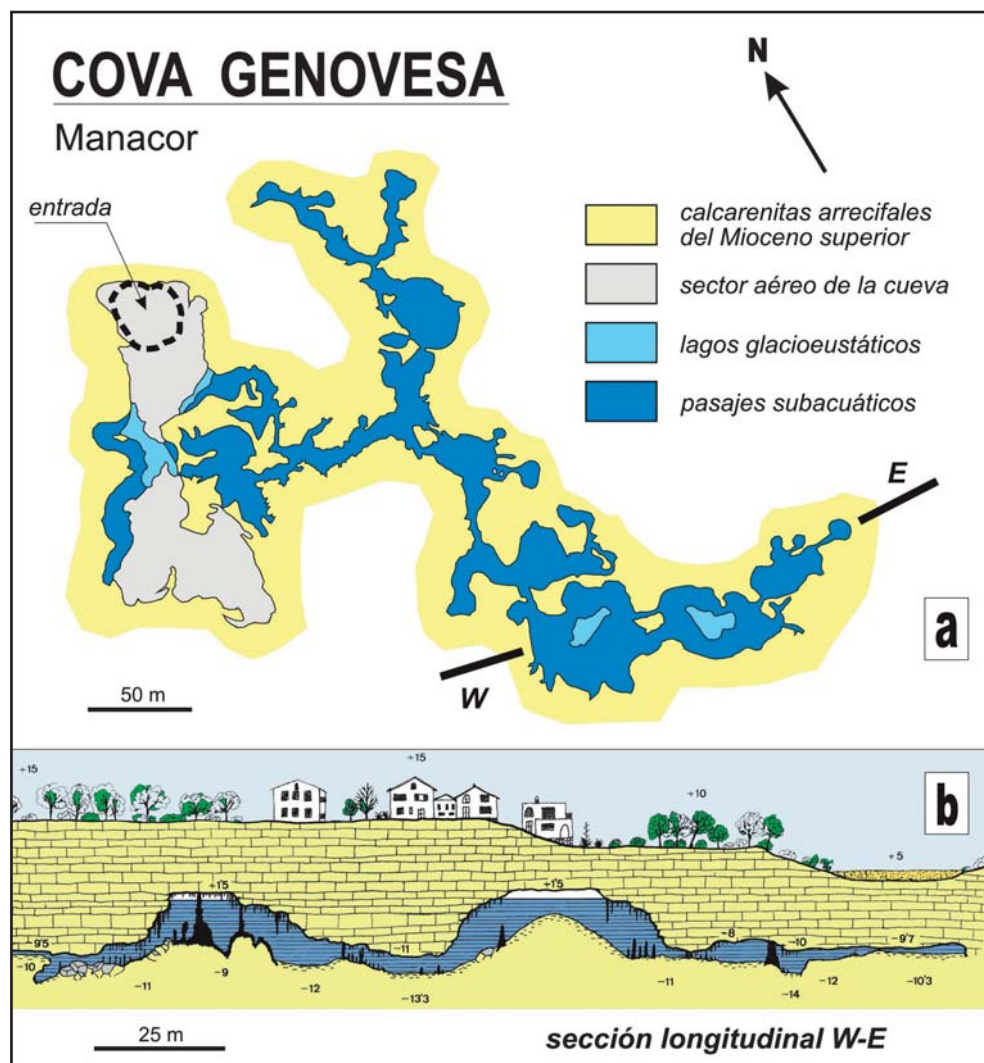 COVA GENOVESA
Manacor
N
entrada
calcarenitas arrecifales
del Mioceno superior
sector aéreo de la cueva
lagos glacioeustáticos
pasajes subacuáticos
E
W
a
50 m
b
+15
+15
+10
+5
+1'5
+1'5
9'5
-10
-11
-9
-12
-11
-13'3
-11
-8
-10
-14
-12
-9'7
-10'3
25 m
sección longitudinal W-E